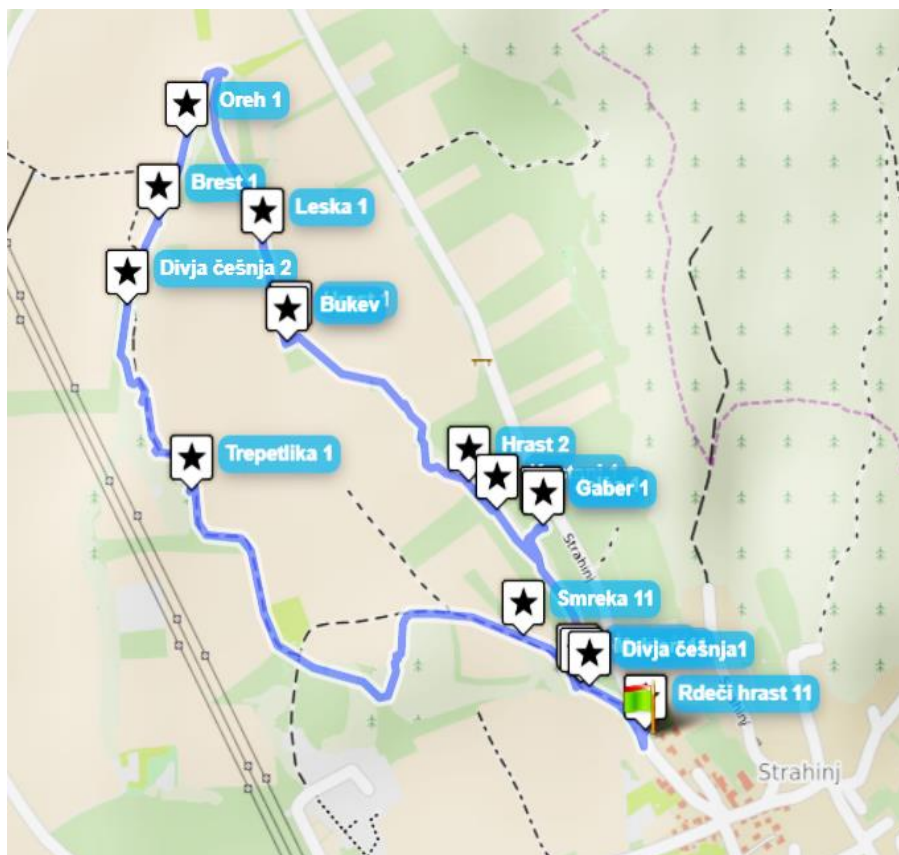 Oreh 1
Brest 1
Leska 1
Divja češnja 2
Bukev
Hrast 2
Trepetlika 1
Gaber 1
Strahinj
Smreka 11
Divja češnja1
Rdeči hrast 11
Strahinj
Strahinj